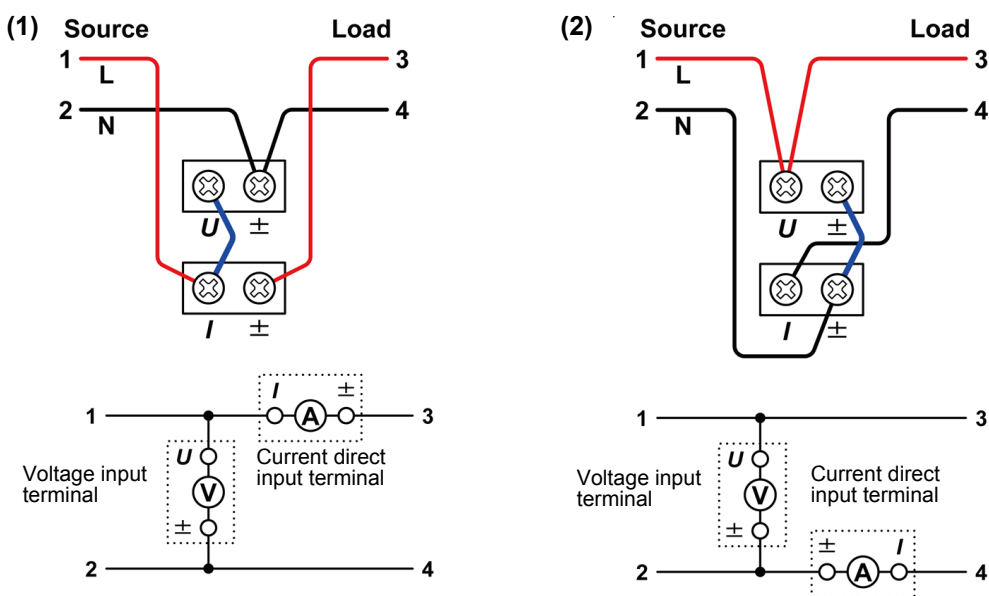 (1) Source Load
1 3
L
2 4
N
U ±
I ±
I ±
1 A 3
Voltage input
terminal
U
V
±
Current direct
input terminal
2 4
(2) Source Load
1 3
L
2 4
N
U ±
I ±
1 3
Voltage input
terminal
U
V
±
Current direct
input terminal
± I
2 A 4